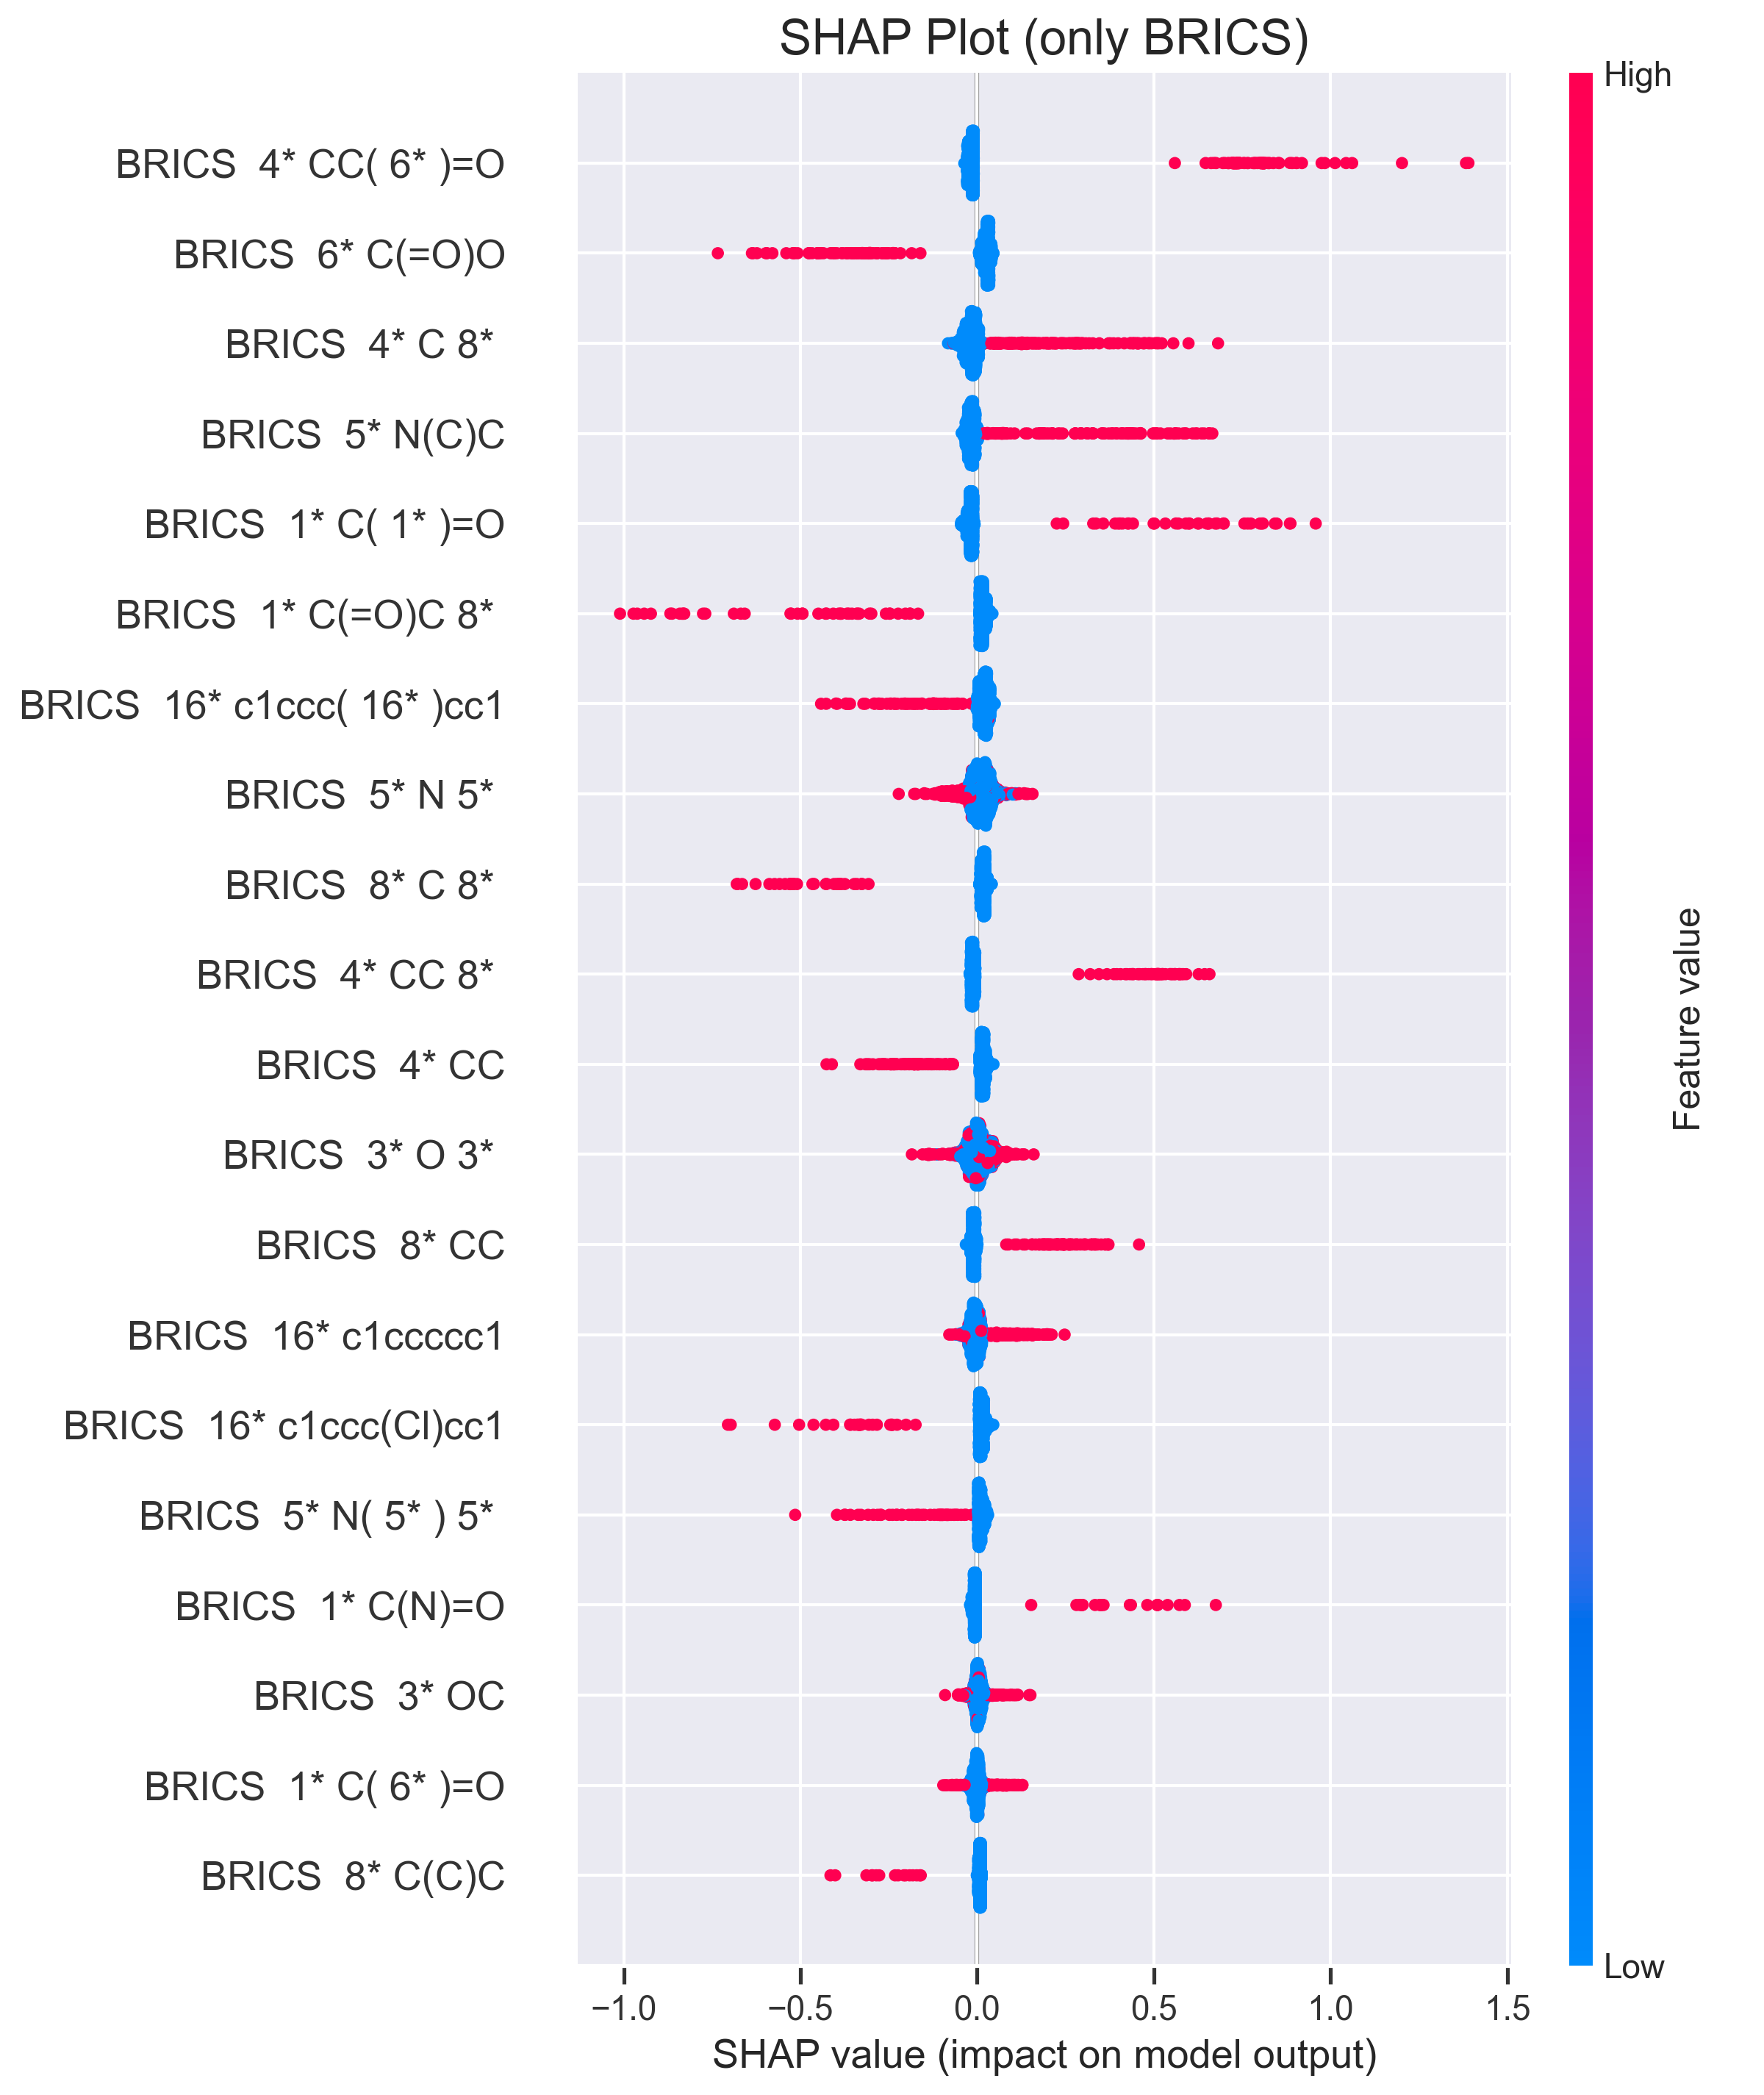 SHAP Plot (only BRICS)
High
BRICS  4* CC( 6* )=O
BRICS  6* C(=O)O
BRICS  4* C 8*
BRICS  5* N(C)C
BRICS  1* C( 1* )=O
BRICS  1* C(=O)C 8*
BRICS  16* c1ccc( 16* )cc1
BRICS  5* N 5*
BRICS  8* C 8*
BRICS  4* CC 8*
BRICS  4* CC
BRICS  3* O 3*
BRICS  8* CC
BRICS  16* c1ccccc1
BRICS  16* c1ccc(Cl)cc1
BRICS  5* N( 5* ) 5*
BRICS  1* C(N)=O
BRICS  3* OC
BRICS  1* C( 6* )=O
BRICS  8* C(C)C
Feature value
Low
−1.0 −0.5 0.0 0.5 1.0 1.5
SHAP value (impact on model output)